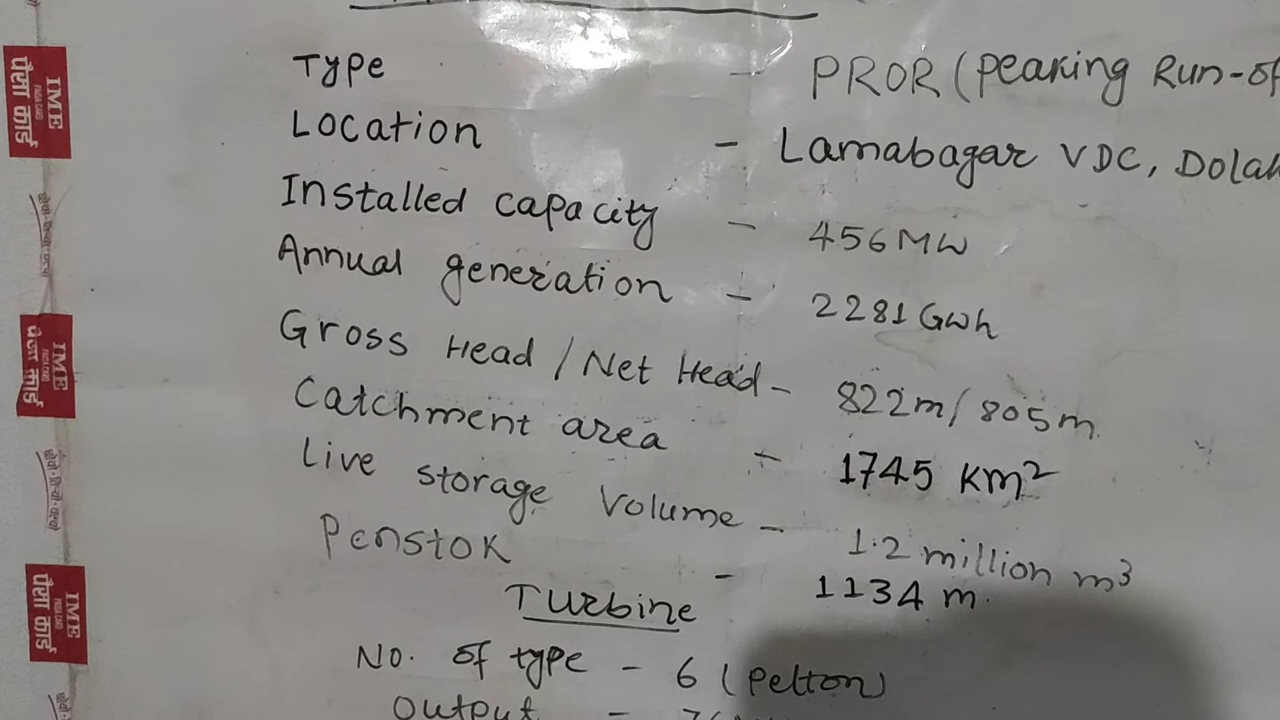 Type - PROR (Peaking Run-of
Location - Lamabagar VDC, Dolak
Installed capacity - 456MW
Annual generation - 2281 Gwh
Gross Head / Net Head - 822m / 805m
Catchment area - 1745 Km²
Live storage Volume - 1.2 million m³
Penstok - 1134 m.
Turbine
No. of type - 6 (Pelton)
Output -
IME
पैसा कार्ड
IME
पैसा कार्ड
IME
पैसा कार्ड